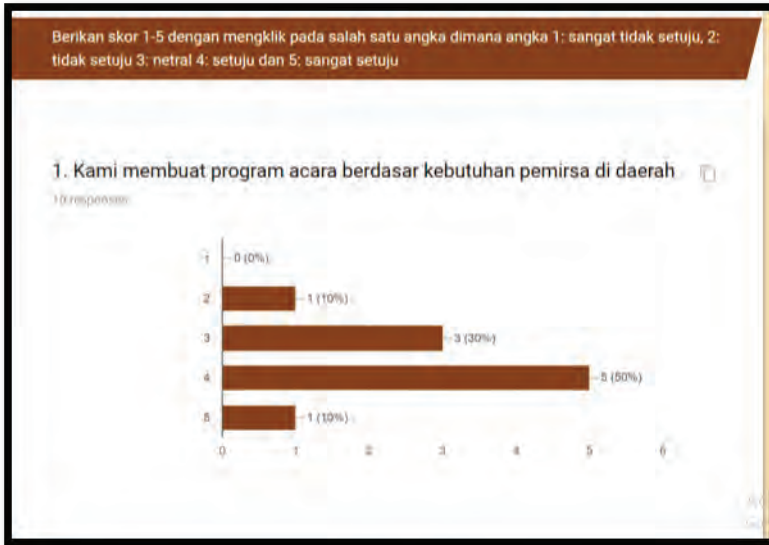 Berikan skor 1-5 dengan mengklik pada salah satu angka dimana angka 1: sangat tidak setuju, 2:
tidak setuju 3: netral 4: setuju dan 5: sangat setuju
1. Kami membuat program acara berdasar kebutuhan pemirsa di daerah
10 responses
1
0 (0%)
2
1 (10%)
3
3 (30%)
4
5 (50%)
5
1 (10%)
0 1 2 3 4 5 6